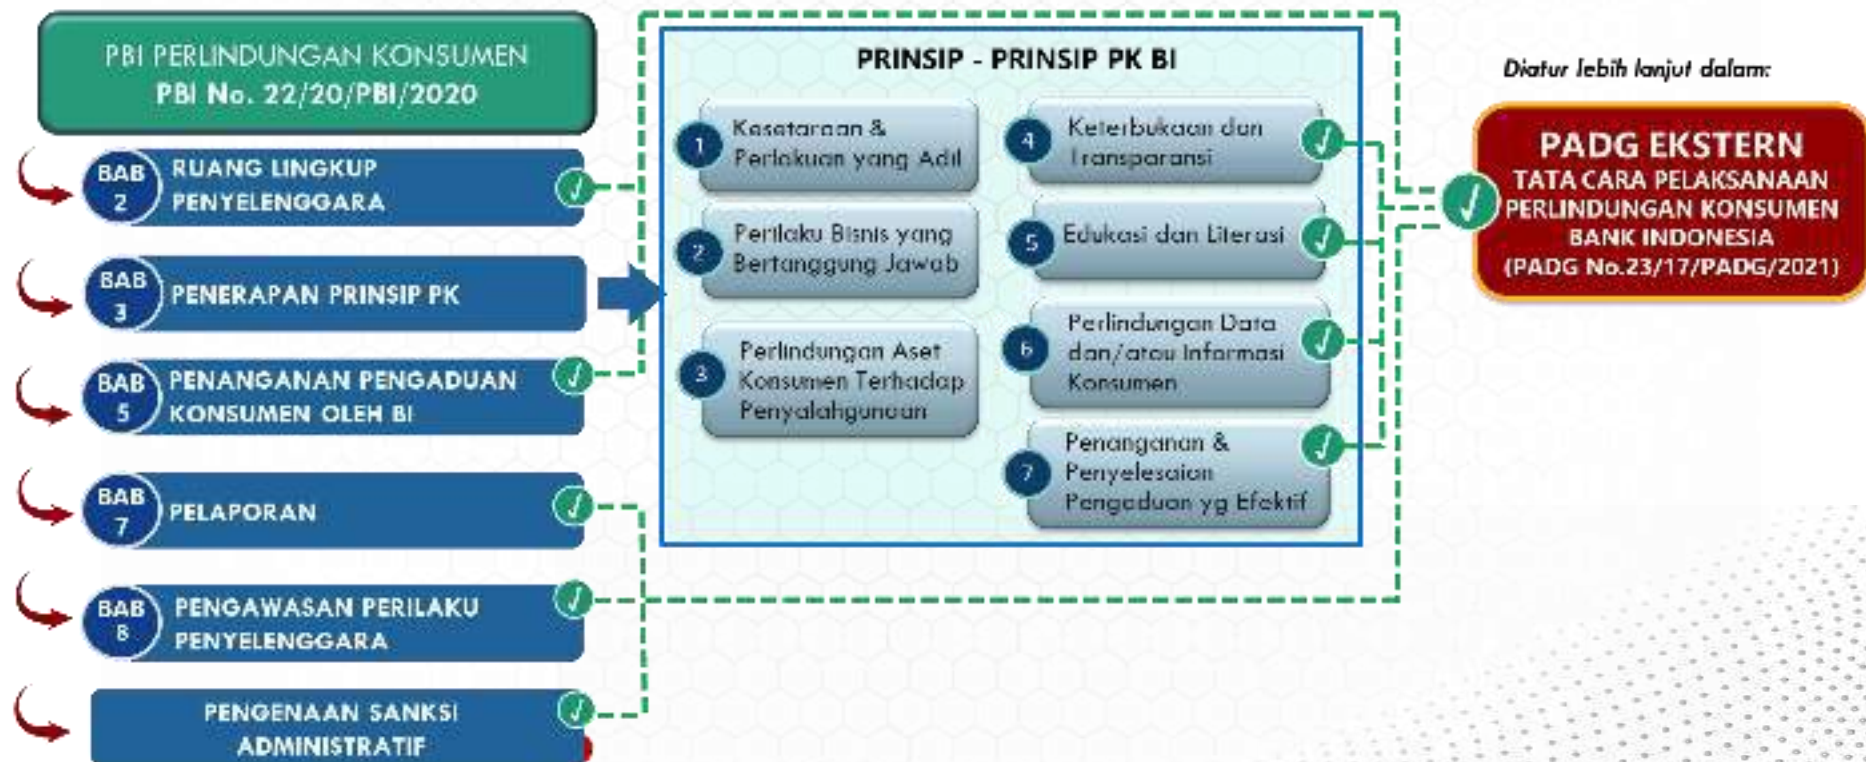 PBI PERLINDUNGAN KONSUMEN
PBI No. 22/20/PBI/2020
BAB 2
RUANG LINGKUP
PENYELENGGARA
BAB 3
PENERAPAN PRINSIP PK
BAB 5
PENANGANAN PENGADUAN
KONSUMEN OLEH BI
BAB 7
PELAPORAN
BAB 8
PENGAWASAN PERILAKU
PENYELENGGARA
PENGENAAN SANKSI
ADMINISTRATIF
PRINSIP - PRINSIP PK BI
1
Kesetaraan &
Perlakuan yang Adil
2
Perilaku Bisnis yang
Bertanggung Jawab
3
Perlindungan Aset
Konsumen Terhadap
Penyalahgunaan
4
Keterbukaan dan
Transparansi
5
Edukasi dan Literasi
6
Perlindungan Data
dan/atau Informasi
Konsumen
7
Penanganan &
Penyelesaian
Pengaduan yg Efektif
Diatur lebih lanjut dalam:
PADG EKSTERN
TATA CARA PELAKSANAAN
PERLINDUNGAN KONSUMEN
BANK INDONESIA
(PADG No.23/17/PADG/2021)